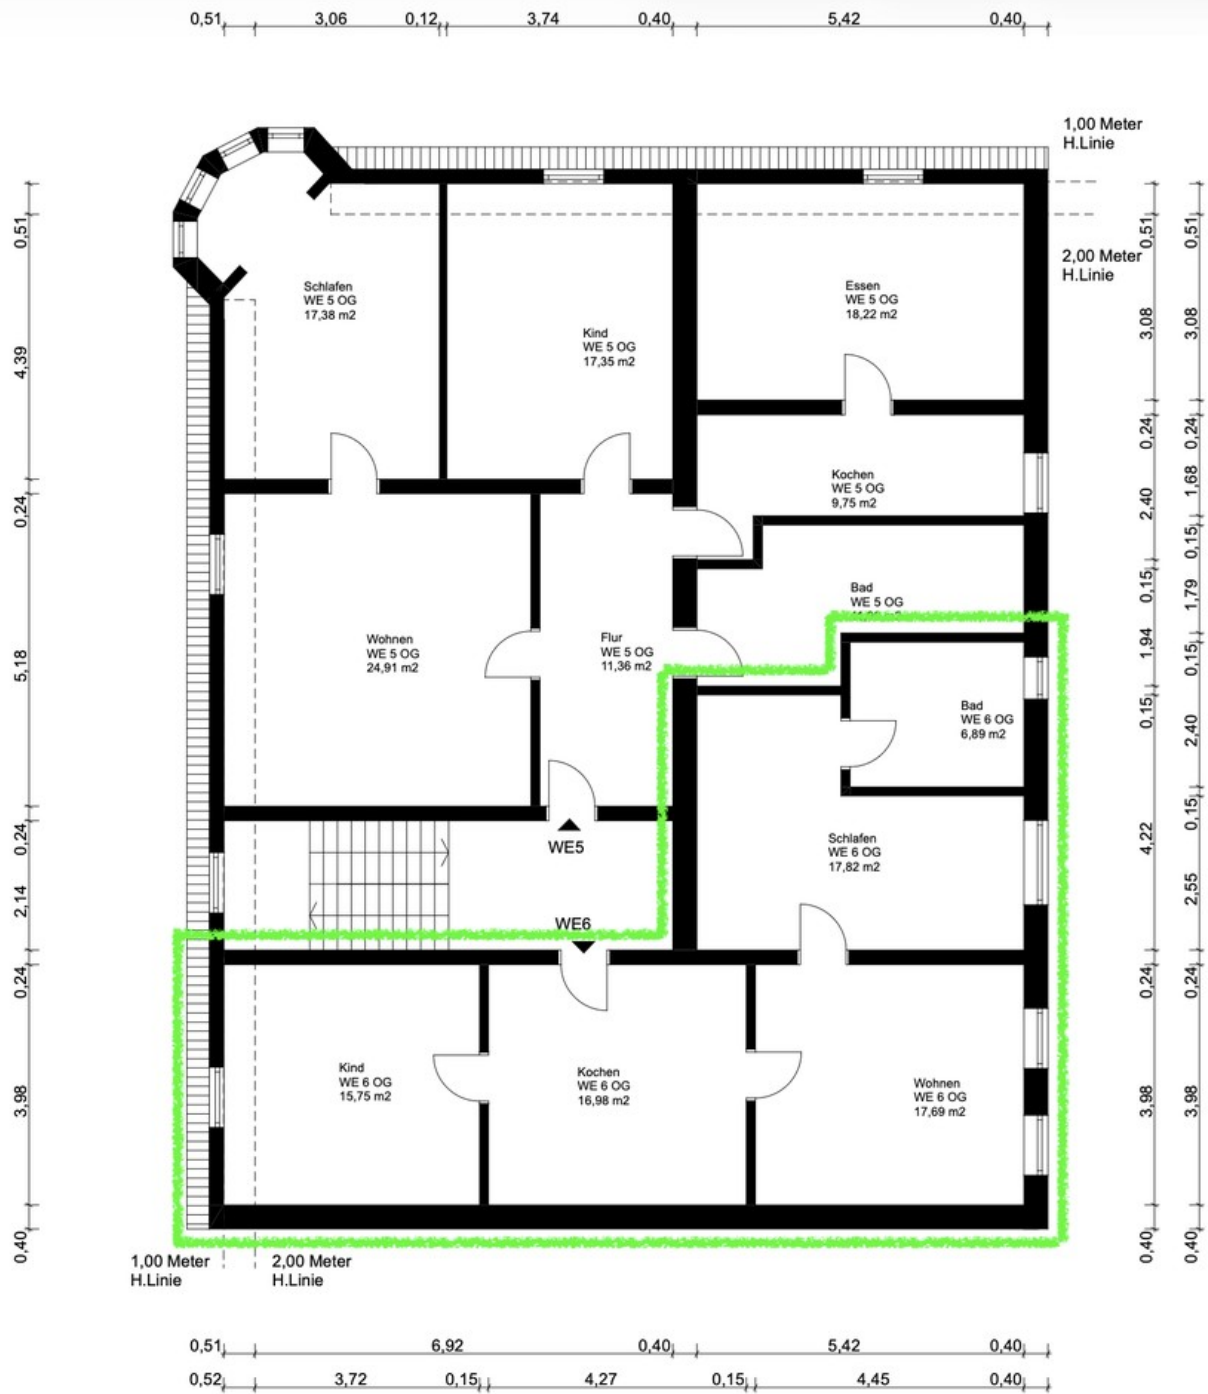 0,51 3,06 0,12 3,74 0,40 5,42 0,40
1,00 Meter
H.Linie
2,00 Meter
H.Linie
Schlafen
WE 5 OG
17,38 m2
Kind
WE 5 OG
17,35 m2
Essen
WE 5 OG
18,22 m2
Kochen
WE 5 OG
9,75 m2
Bad
WE 5 OG
Wohnen
WE 5 OG
24,91 m2
Flur
WE 5 OG
11,36 m2
Bad
WE 6 OG
6,89 m2
WE5
Schlafen
WE 6 OG
17,82 m2
WE6
Kind
WE 6 OG
15,75 m2
Kochen
WE 6 OG
16,98 m2
Wohnen
WE 6 OG
17,69 m2
0,51
4,39
0,24
5,18
0,24
2,14
0,24
3,98
0,40
0,51
3,08
0,24
2,40
0,15
1,94
0,15
4,22
0,24
3,98
0,40
0,51
3,08
0,24
1,68
0,15
1,79
0,15
2,40
0,15
2,55
0,24
3,98
0,40
1,00 Meter
H.Linie
2,00 Meter
H.Linie
0,51 6,92 0,40 5,42 0,40
0,52 3,72 0,15 4,27 0,15 4,45 0,40